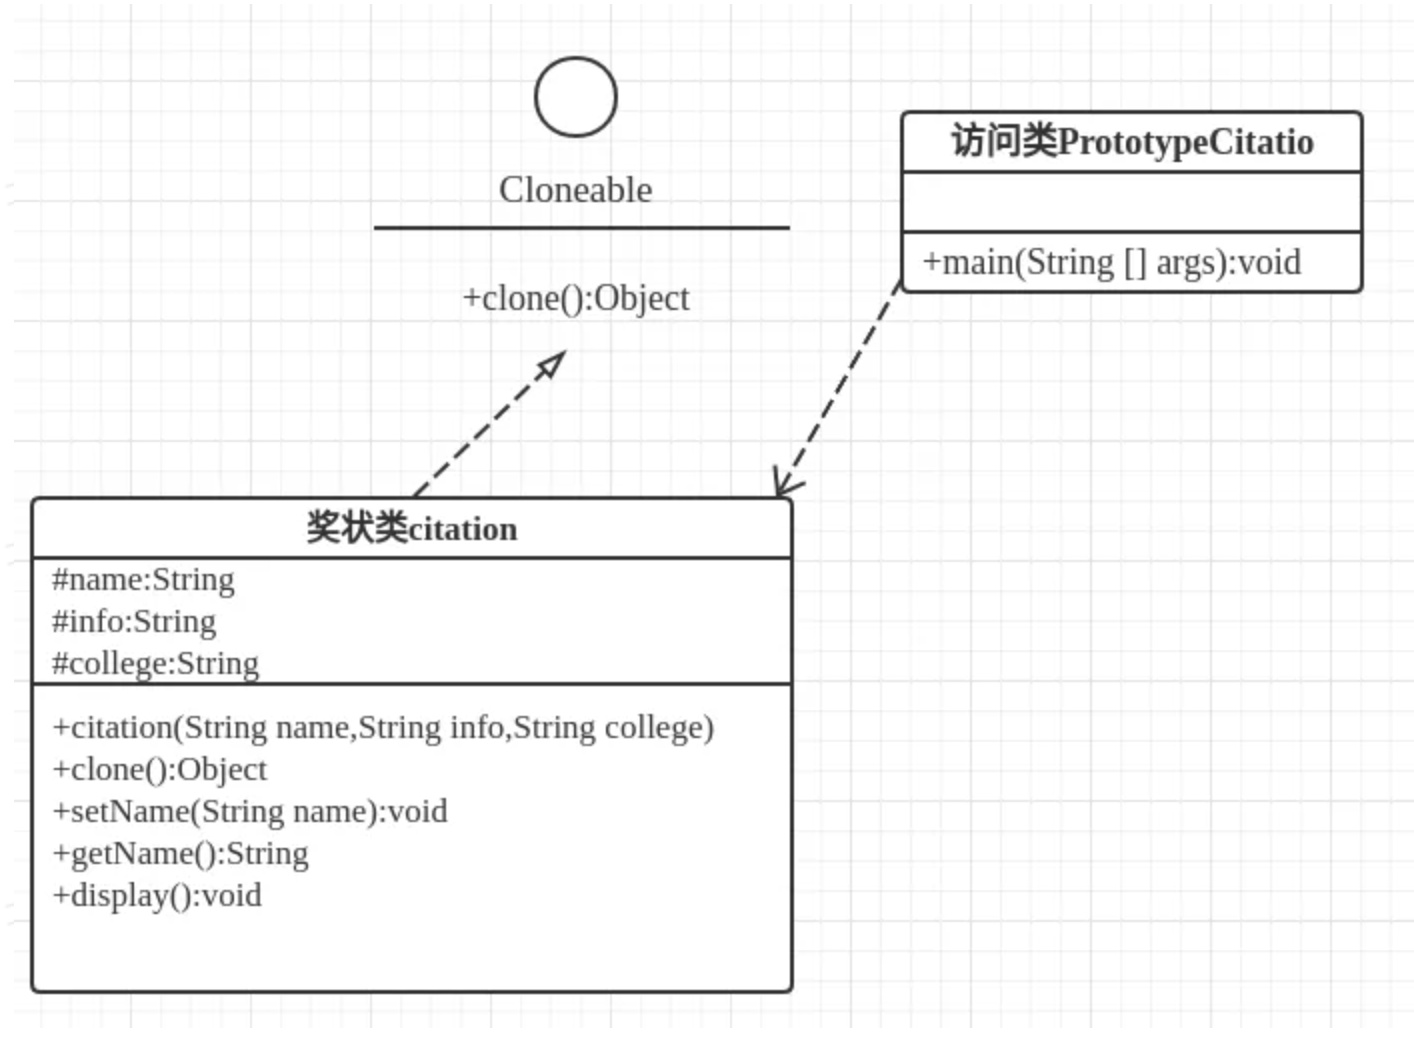 Cloneable
+clone():Object
访问类PrototypeCitatio
+main(String [] args):void
奖状类citation
#name:String
#info:String
#college:String
+citation(String name,String info,String college)
+clone():Object
+setName(String name):void
+getName():String
+display():void